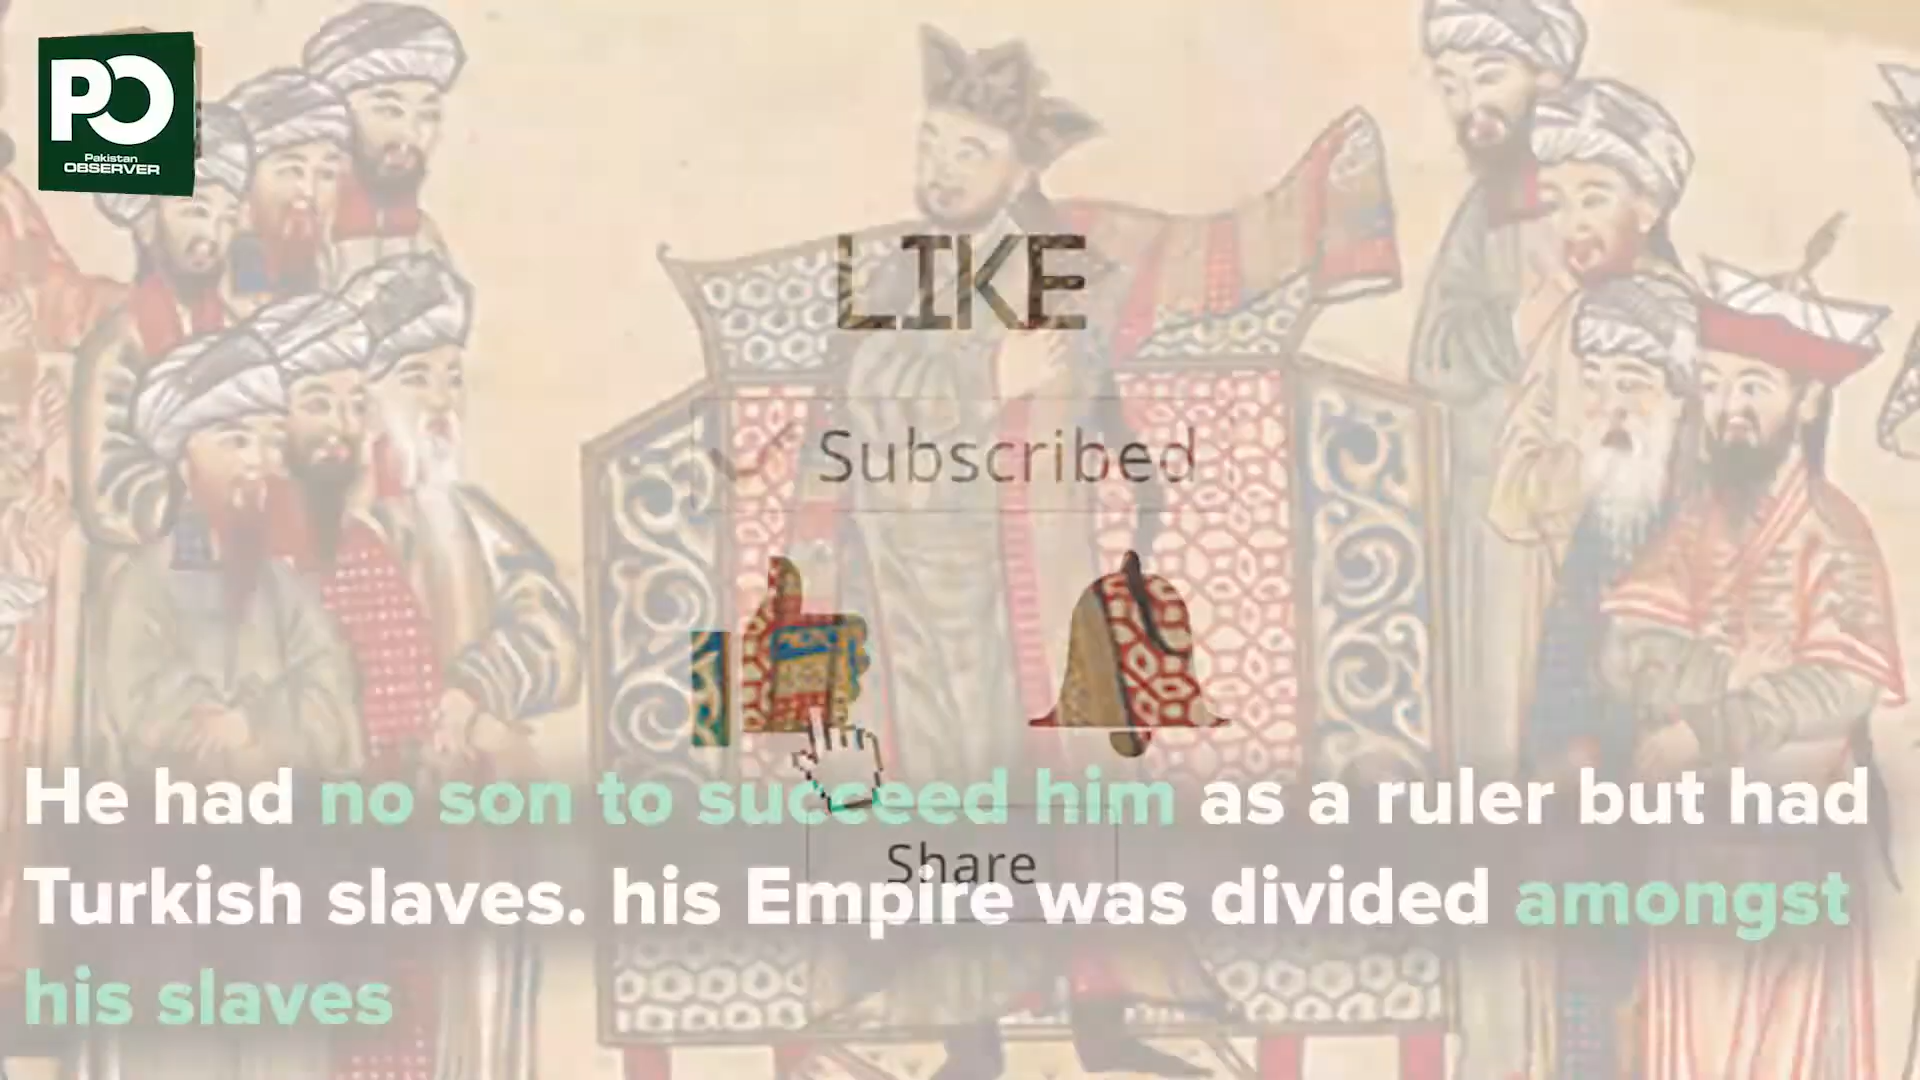 PO
Pakistan
OBSERVER
LIKE
Subscribed
He had no son to succeed him as a ruler but had
Share
Turkish slaves. his Empire was divided amongst
his slaves